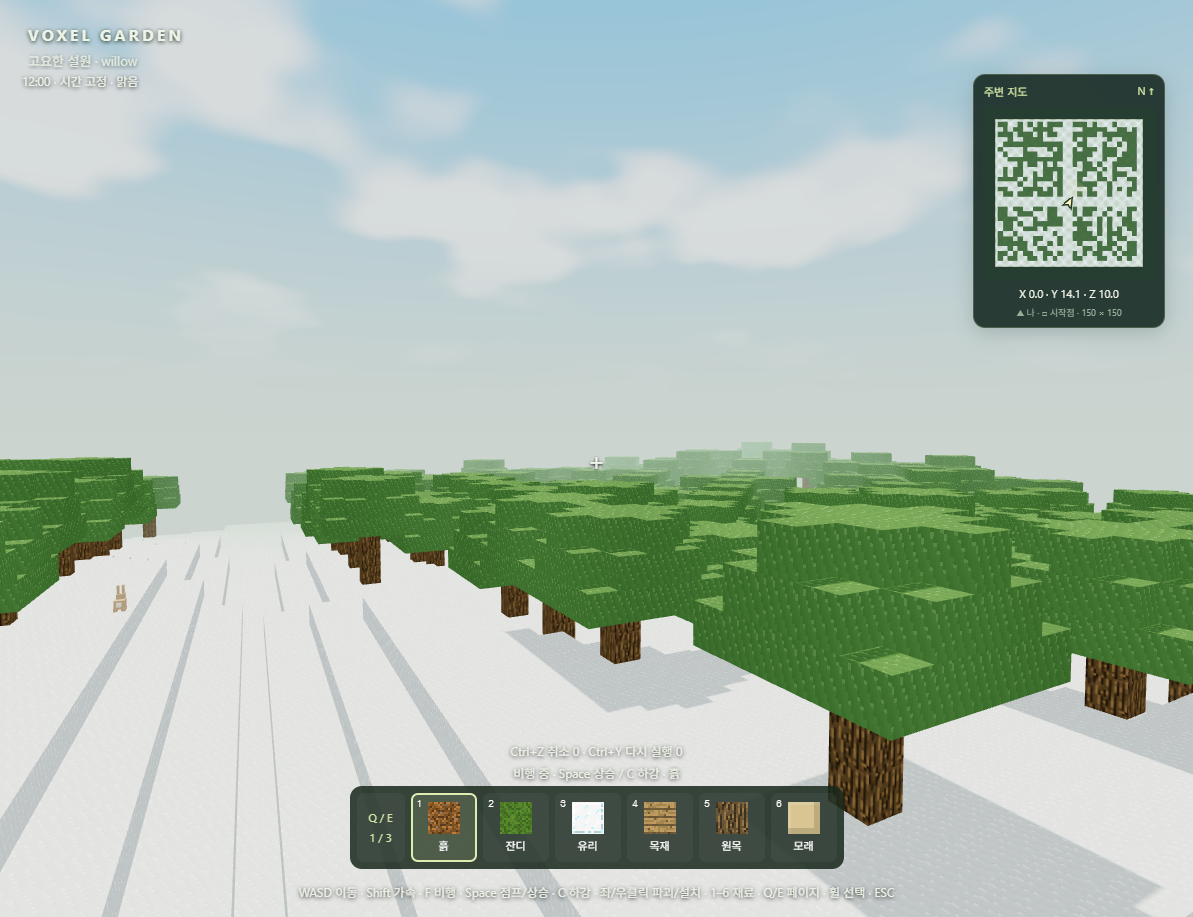 VOXEL GARDEN
고요한 설원 · willow
12:00 · 시간 고정 · 맑음
주변 지도 N ↑
X 0.0 · Y 14.1 · Z 10.0
▲ 나 · □ 시작점 · 150 × 150
Ctrl+Z 취소 0 · Ctrl+Y 다시 실행 0
비행 중 · Space 상승 / C 하강 · 흙
Q / E
1 / 3
1 2 3 4 5 6
흙 잔디 유리 목재 원목 모래
WASD 이동 · Shift 가속 · F 비행 · Space 점프/상승 · C 하강 · 좌/우클릭 파괴/설치 · 1–6 재료 · Q/E 페이지 · 휠 선택 · ESC